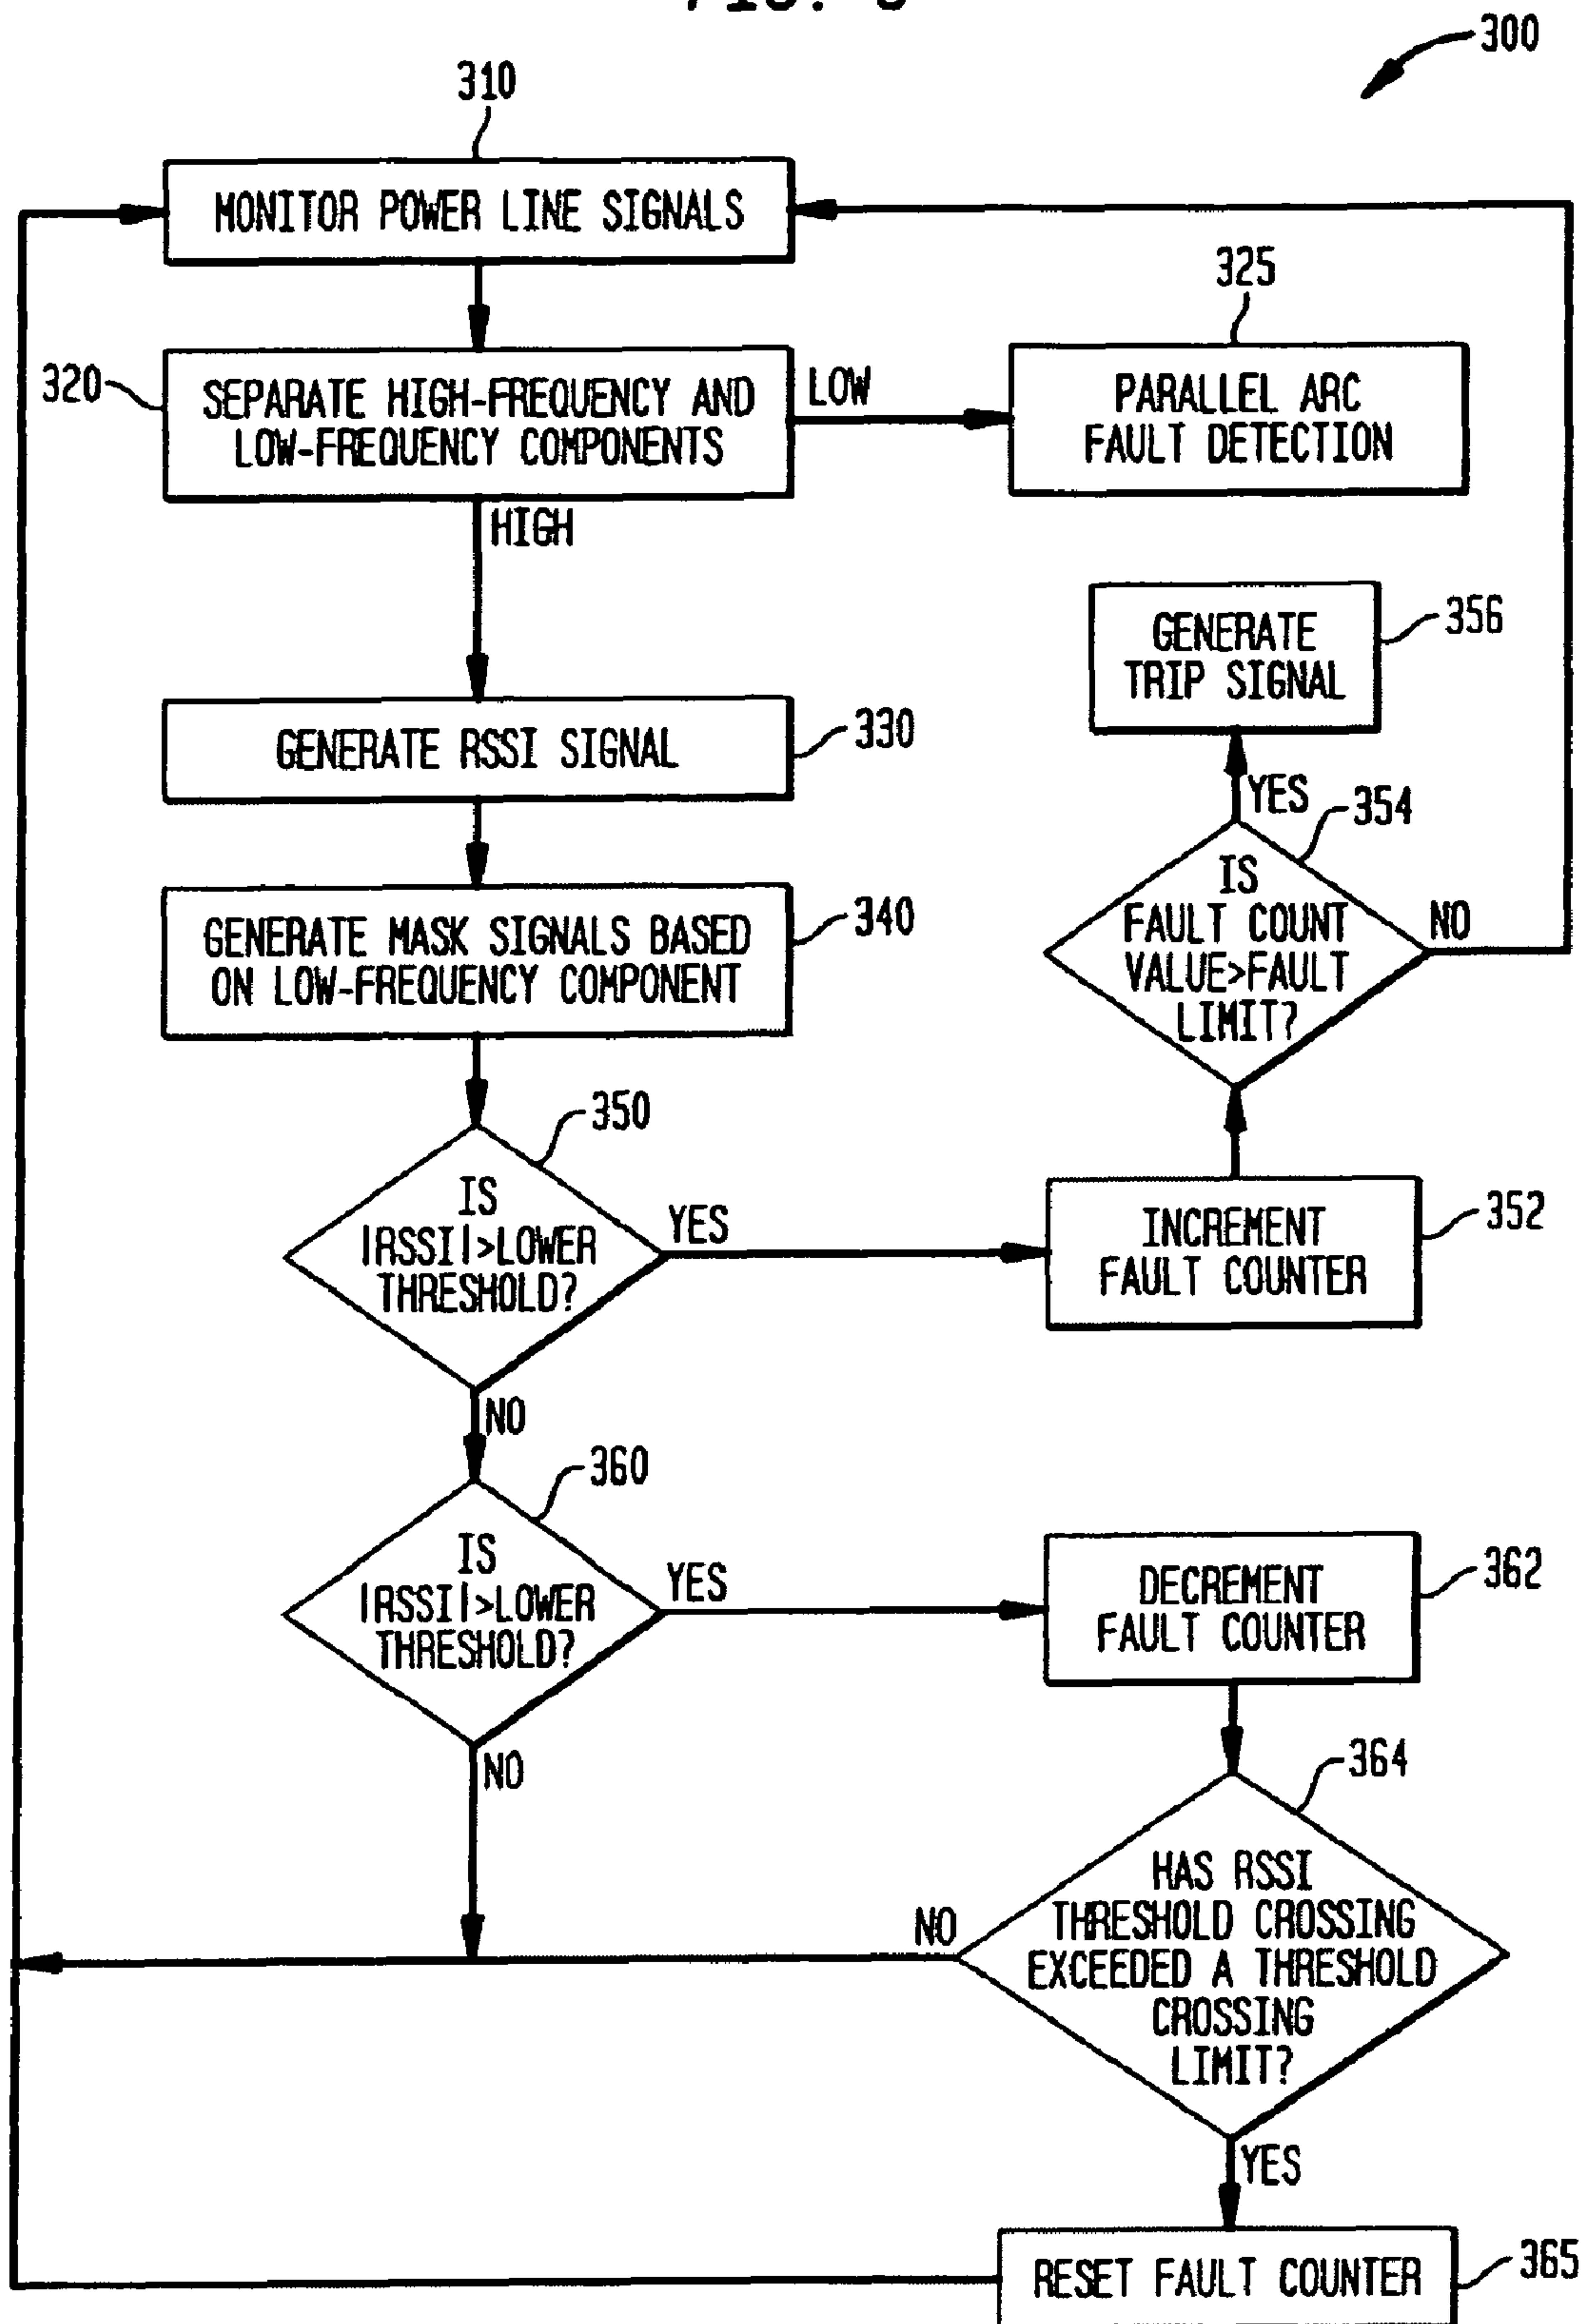 300
310
MONITOR POWER LINE SIGNALS
320
SEPARATE HIGH-FREQUENCY AND
LOW-FREQUENCY COMPONENTS
LOW
325
PARALLEL ARC
FAULT DETECTION
HIGH
GENERATE
TRIP SIGNAL
356
GENERATE RSSI SIGNAL
330
YES
354
GENERATE MASK SIGNALS BASED
ON LOW-FREQUENCY COMPONENT
340
IS
FAULT COUNT
VALUE>FAULT
LIMIT?
NO
350
IS
|RSSI|>LOWER
THRESHOLD?
YES
INCREMENT
FAULT COUNTER
352
NO
360
IS
|RSSI|>LOWER
THRESHOLD?
YES
DECREMENT
FAULT COUNTER
362
NO
364
HAS RSSI
THRESHOLD CROSSING
EXCEEDED A THRESHOLD
CROSSING
LIMIT?
NO
YES
RESET FAULT COUNTER
365